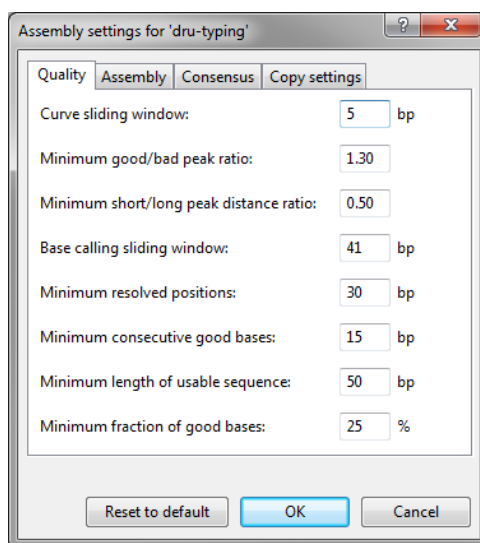 Assembly settings for 'dru-typing'
Quality Assembly Consensus Copy settings
Curve sliding window: 5 bp
Minimum good/bad peak ratio: 1.30
Minimum short/long peak distance ratio: 0.50
Base calling sliding window: 41 bp
Minimum resolved positions: 30 bp
Minimum consecutive good bases: 15 bp
Minimum length of usable sequence: 50 bp
Minimum fraction of good bases: 25 %
Reset to default OK Cancel